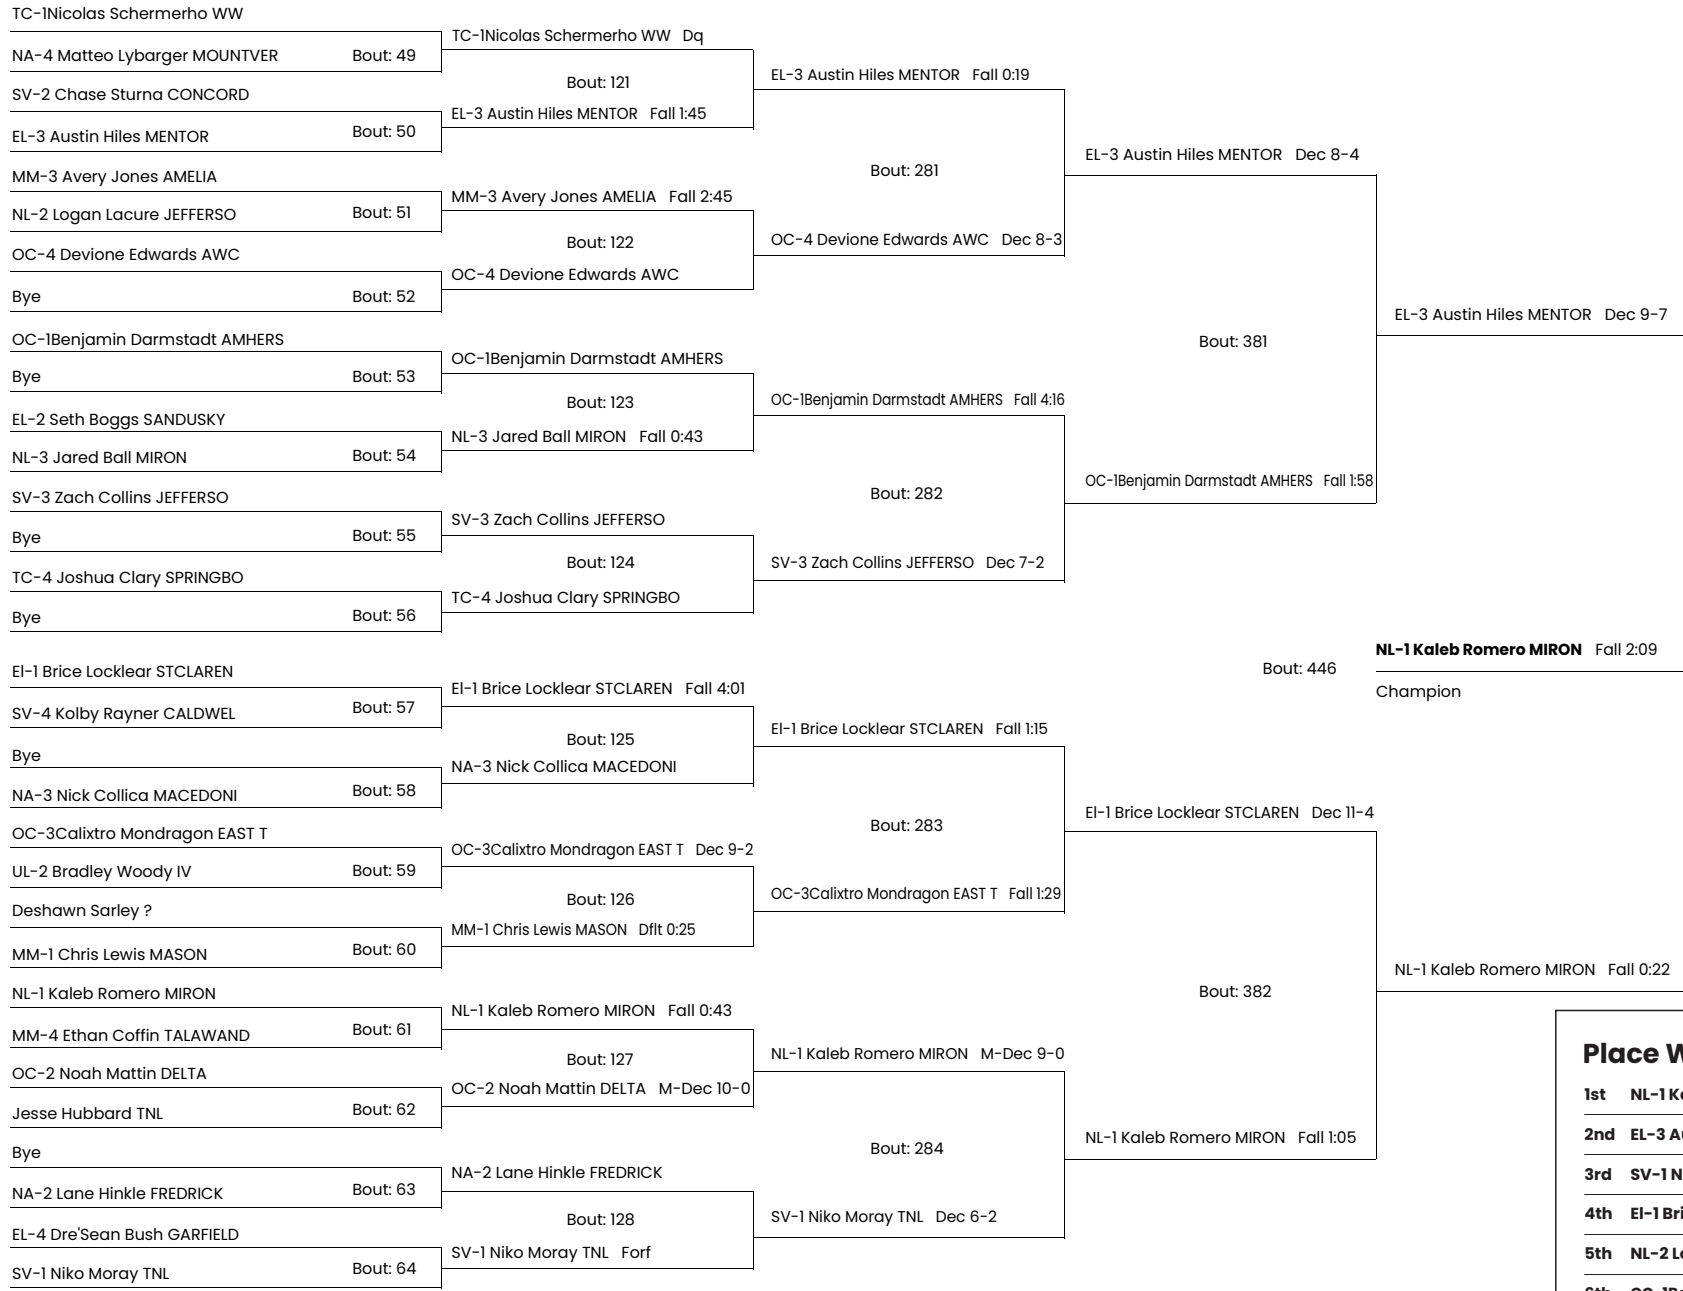 TC-1Nicolas Schermerho WW
NA-4 Matteo Lybarger MOUNTVER
Bout: 49
SV-2 Chase Sturna CONCORD
EL-3 Austin Hiles MENTOR
Bout: 50
MM-3 Avery Jones AMELIA
NL-2 Logan Lacure JEFFERSO
Bout: 51
OC-4 Devione Edwards AWC
Bye
Bout: 52
OC-1Benjamin Darmstadt AMHERS
Bye
Bout: 53
EL-2 Seth Boggs SANDUSKY
NL-3 Jared Ball MIRON
Bout: 54
SV-3 Zach Collins JEFFERSO
Bye
Bout: 55
TC-4 Joshua Clary SPRINGBO
Bye
Bout: 56
El-1 Brice Locklear STCLAREN
SV-4 Kolby Rayner CALDWEL
Bout: 57
Bye
NA-3 Nick Collica MACEDONI
Bout: 58
OC-3Calixtro Mondragon EAST T
UL-2 Bradley Woody IV
Bout: 59
Deshawn Sarley ?
MM-1 Chris Lewis MASON
Bout: 60
NL-1 Kaleb Romero MIRON
MM-4 Ethan Coffin TALAWAND
Bout: 61
OC-2 Noah Mattin DELTA
Jesse Hubbard TNL
Bout: 62
Bye
NA-2 Lane Hinkle FREDRICK
Bout: 63
EL-4 Dre'Sean Bush GARFIELD
SV-1 Niko Moray TNL
Bout: 64
TC-1Nicolas Schermerho WW Dq
Bout: 121
EL-3 Austin Hiles MENTOR Fall 1:45
MM-3 Avery Jones AMELIA Fall 2:45
Bout: 122
OC-4 Devione Edwards AWC
OC-1Benjamin Darmstadt AMHERS
Bout: 123
NL-3 Jared Ball MIRON Fall 0:43
SV-3 Zach Collins JEFFERSO
Bout: 124
TC-4 Joshua Clary SPRINGBO
El-1 Brice Locklear STCLAREN Fall 4:01
Bout: 125
NA-3 Nick Collica MACEDONI
OC-3Calixtro Mondragon EAST T Dec 9-2
Bout: 126
MM-1 Chris Lewis MASON Dflt 0:25
NL-1 Kaleb Romero MIRON Fall 0:43
Bout: 127
OC-2 Noah Mattin DELTA M-Dec 10-0
NA-2 Lane Hinkle FREDRICK
Bout: 128
SV-1 Niko Moray TNL Forf
EL-3 Austin Hiles MENTOR Fall 0:19
Bout: 281
OC-4 Devione Edwards AWC Dec 8-3
OC-1Benjamin Darmstadt AMHERS Fall 4:16
Bout: 282
SV-3 Zach Collins JEFFERSO Dec 7-2
El-1 Brice Locklear STCLAREN Fall 1:15
Bout: 283
OC-3Calixtro Mondragon EAST T Fall 1:29
NL-1 Kaleb Romero MIRON M-Dec 9-0
Bout: 284
SV-1 Niko Moray TNL Dec 6-2
EL-3 Austin Hiles MENTOR Dec 8-4
Bout: 381
OC-1Benjamin Darmstadt AMHERS Fall 1:58
El-1 Brice Locklear STCLAREN Dec 11-4
Bout: 382
NL-1 Kaleb Romero MIRON Fall 1:05
EL-3 Austin Hiles MENTOR Dec 9-7
Bout: 446
NL-1 Kaleb Romero MIRON Fall 2:09
Champion
NL-1 Kaleb Romero MIRON Fall 0:22
Place
1st NL-1
2nd EL-3
3rd SV-1
4th El-1
5th NL-2